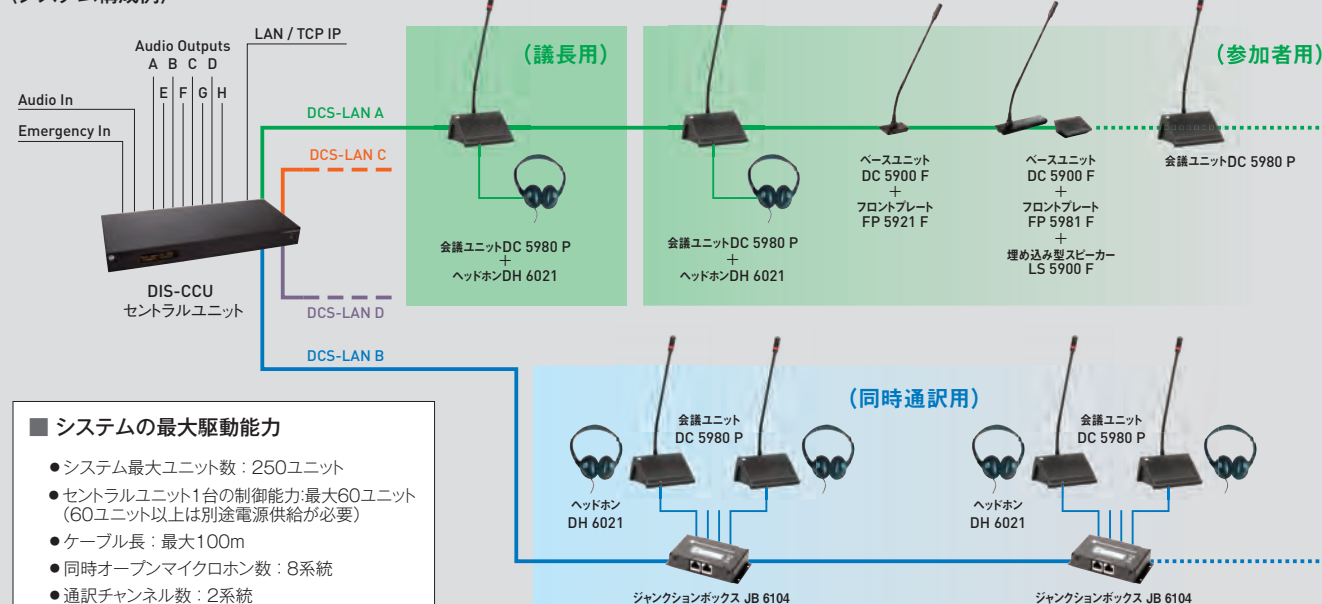 (システム構成例)
Audio Outputs
A B C D
E F G H
LAN / TCP IP
Audio In
Emergency In
DCS-LAN A
DCS-LAN C
DCS-LAN D
DCS-LAN B
DIS-CCU
セントラルユニット
(議長用)
会議ユニットDC 5980 P
+
ヘッドホンDH 6021
(参加者用)
会議ユニットDC 5980 P
+
ヘッドホンDH 6021
ベースユニット
DC 5900 F
+
フロントプレート
FP 5921 F
ベースユニット
DC 5900 F
+
フロントプレート
FP 5981 F
+
埋め込み型スピーカー
LS 5900 F
会議ユニットDC 5980 P
(同時通訳用)
会議ユニット
DC 5980 P
ヘッドホン
DH 6021
ジャンクションボックス JB 6104
会議ユニット
DC 5980 P
ヘッドホン
DH 6021
ジャンクションボックス JB 6104
■ システムの最大駆動能力
●システム最大ユニット数：250ユニット
●セントラルユニット1台の制御能力:最大60ユニット
(60ユニット以上は別途電源供給が必要)
●ケーブル長：最大100m
●同時オープンマイクロホン数：8系統
●通訳チャンネル数：2系統